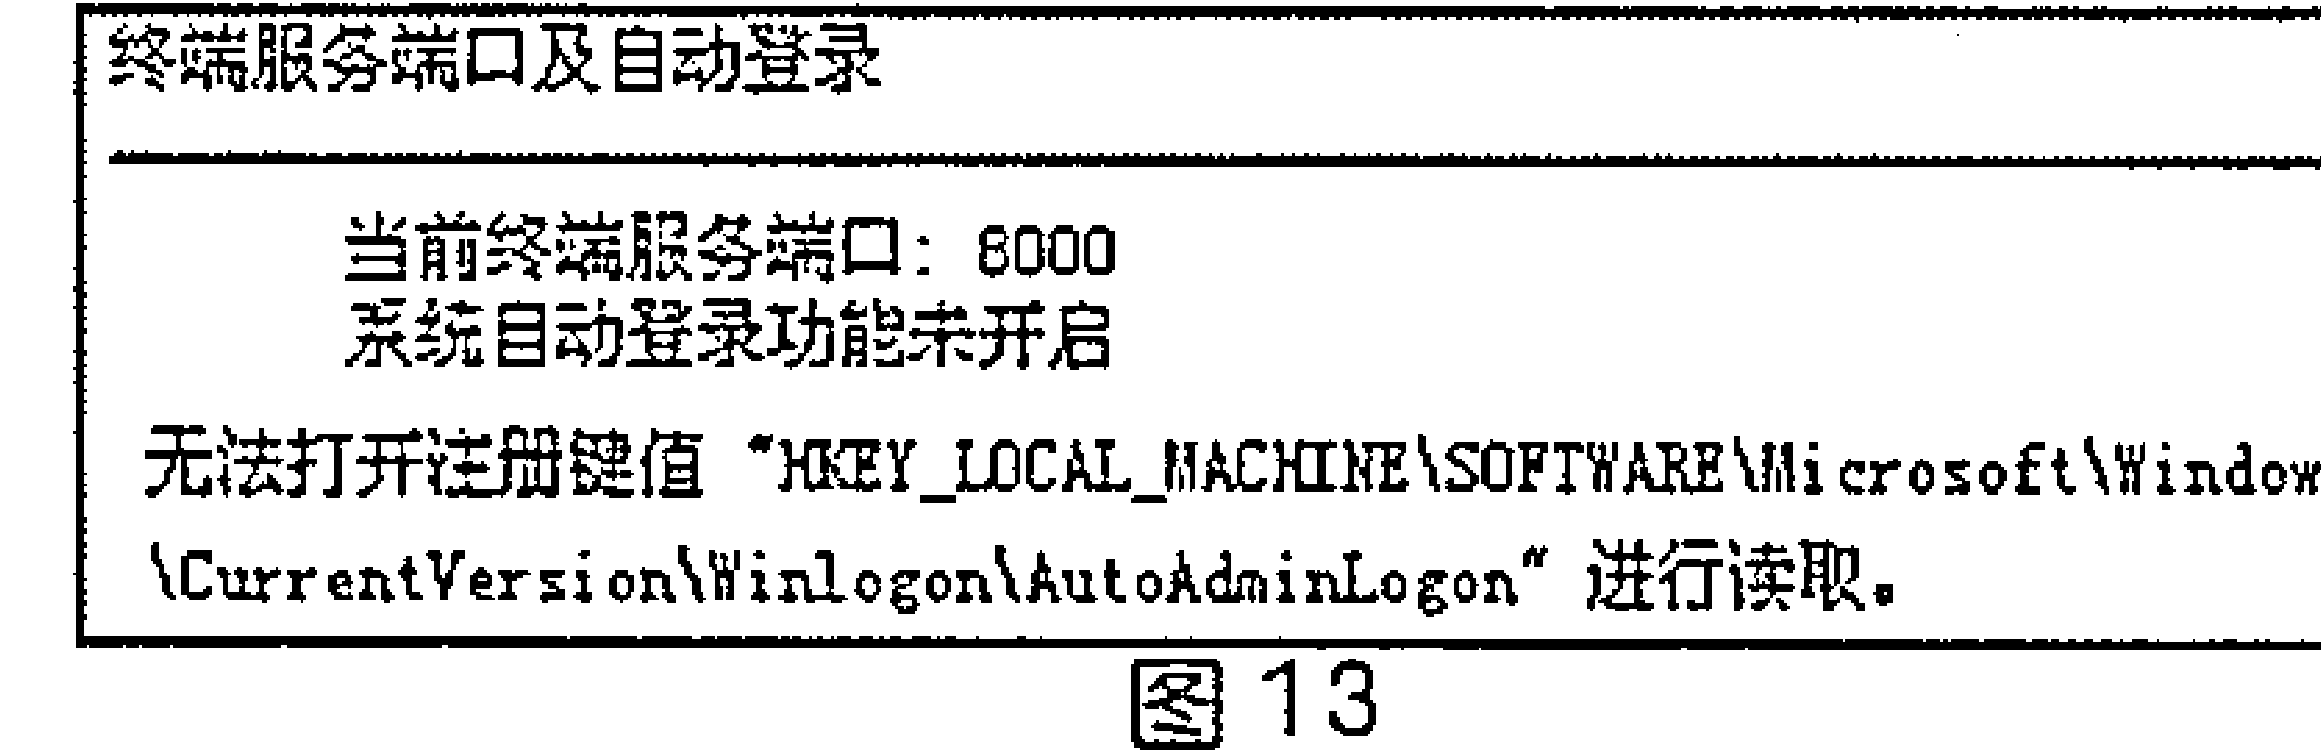 终端服务端口及自动登录
当前终端服务端口：8000
系统自动登录功能未开启
无法打开注册键值 "HKEY_LOCAL_MACHINE\SOFTWARE\Microsoft\Window
\CurrentVersion\Winlogon\AutoAdminLogon" 进行读取。
图 13